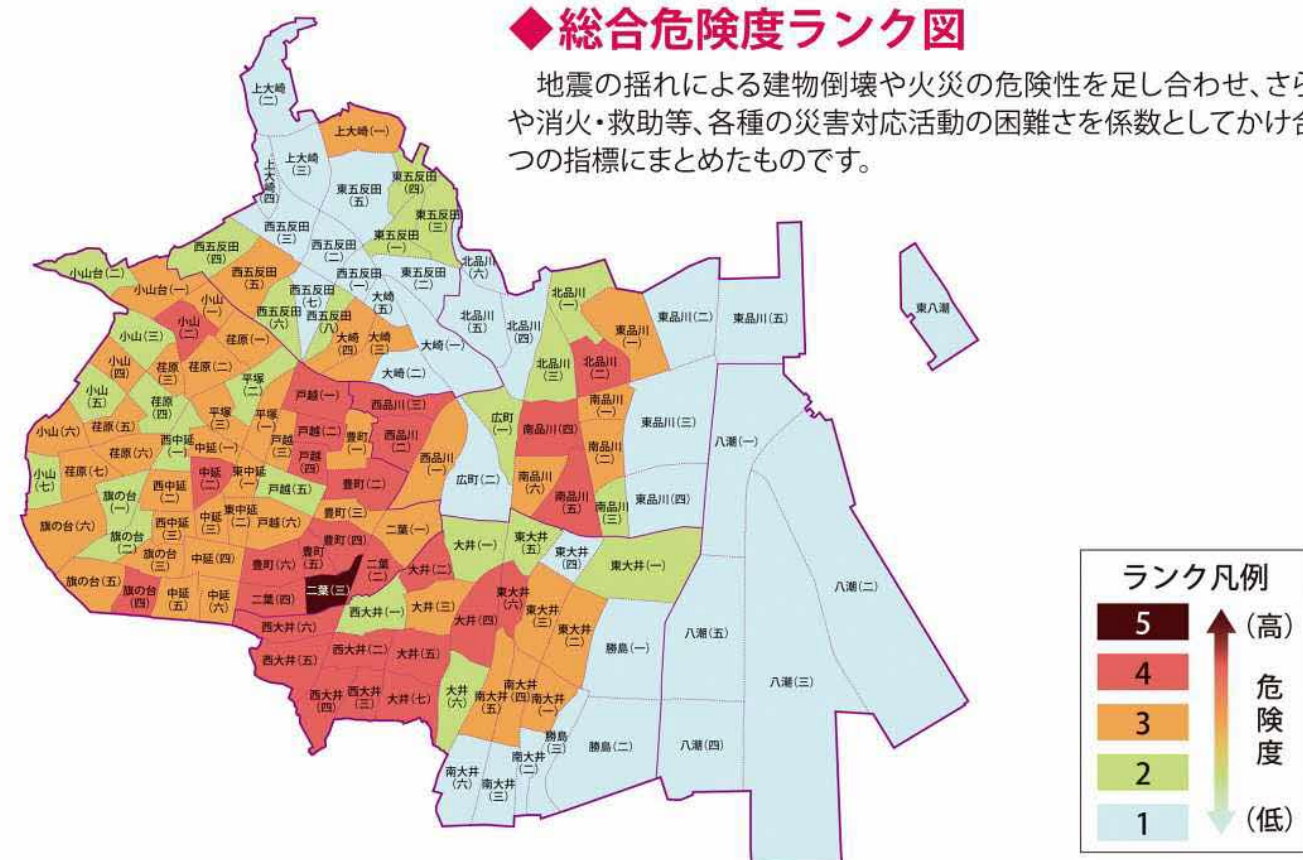 ◆総合危険度ランク図
地震の揺れによる建物倒壊や火災の危険性を足し合わせ、さら
や消火・救助等、各種の災害対応活動の困難さを係数としてかけ合
つの指標にまとめたものです。
上大崎(二)
上大崎(一)
上大崎(三)
上大崎(四)
東五反田(五)
東五反田(四)
東五反田(三)
東五反田(一)
東五反田(二)
西五反田(三)
西五反田(二)
西五反田(四)
西五反田(五)
西五反田(一)
西五反田(七)
西五反田(六)
西五反田(八)
大崎(五)
大崎(四)
大崎(三)
大崎(一)
大崎(二)
北品川(六)
北品川(五)
北品川(四)
北品川(一)
北品川(三)
北品川(二)
東品川(一)
東品川(二)
東品川(五)
東品川(三)
東品川(四)
東八潮
小山台(二)
小山台(一)
小山(一)
小山(二)
小山(三)
小山(四)
小山(五)
小山(六)
小山(七)
荏原(一)
荏原(二)
荏原(三)
荏原(四)
荏原(五)
荏原(六)
荏原(七)
平塚(二)
平塚(三)
平塚(一)
西中延(一)
西中延(二)
西中延(三)
中延(一)
中延(二)
中延(三)
中延(四)
中延(五)
中延(六)
東中延(一)
東中延(二)
旗の台(一)
旗の台(二)
旗の台(三)
旗の台(四)
旗の台(五)
旗の台(六)
戸越(一)
戸越(二)
戸越(三)
戸越(四)
戸越(五)
戸越(六)
豊町(一)
豊町(二)
豊町(三)
豊町(四)
豊町(五)
豊町(六)
西品川(三)
西品川(二)
西品川(一)
広町(一)
広町(二)
南品川(四)
南品川(一)
南品川(二)
南品川(六)
南品川(五)
南品川(三)
二葉(一)
二葉(二)
二葉(三)
二葉(四)
大井(一)
大井(二)
大井(三)
大井(四)
大井(五)
大井(六)
大井(七)
東大井(五)
東大井(四)
東大井(一)
東大井(六)
東大井(三)
東大井(二)
西大井(一)
西大井(六)
西大井(五)
西大井(二)
西大井(四)
西大井(三)
南大井(四)
南大井(五)
南大井(一)
南大井(二)
南大井(六)
南大井(三)
勝島(一)
勝島(三)
勝島(二)
八潮(一)
八潮(二)
八潮(五)
八潮(三)
八潮(四)
ランク凡例
5
4
3
2
1
(高)
危険度
(低)